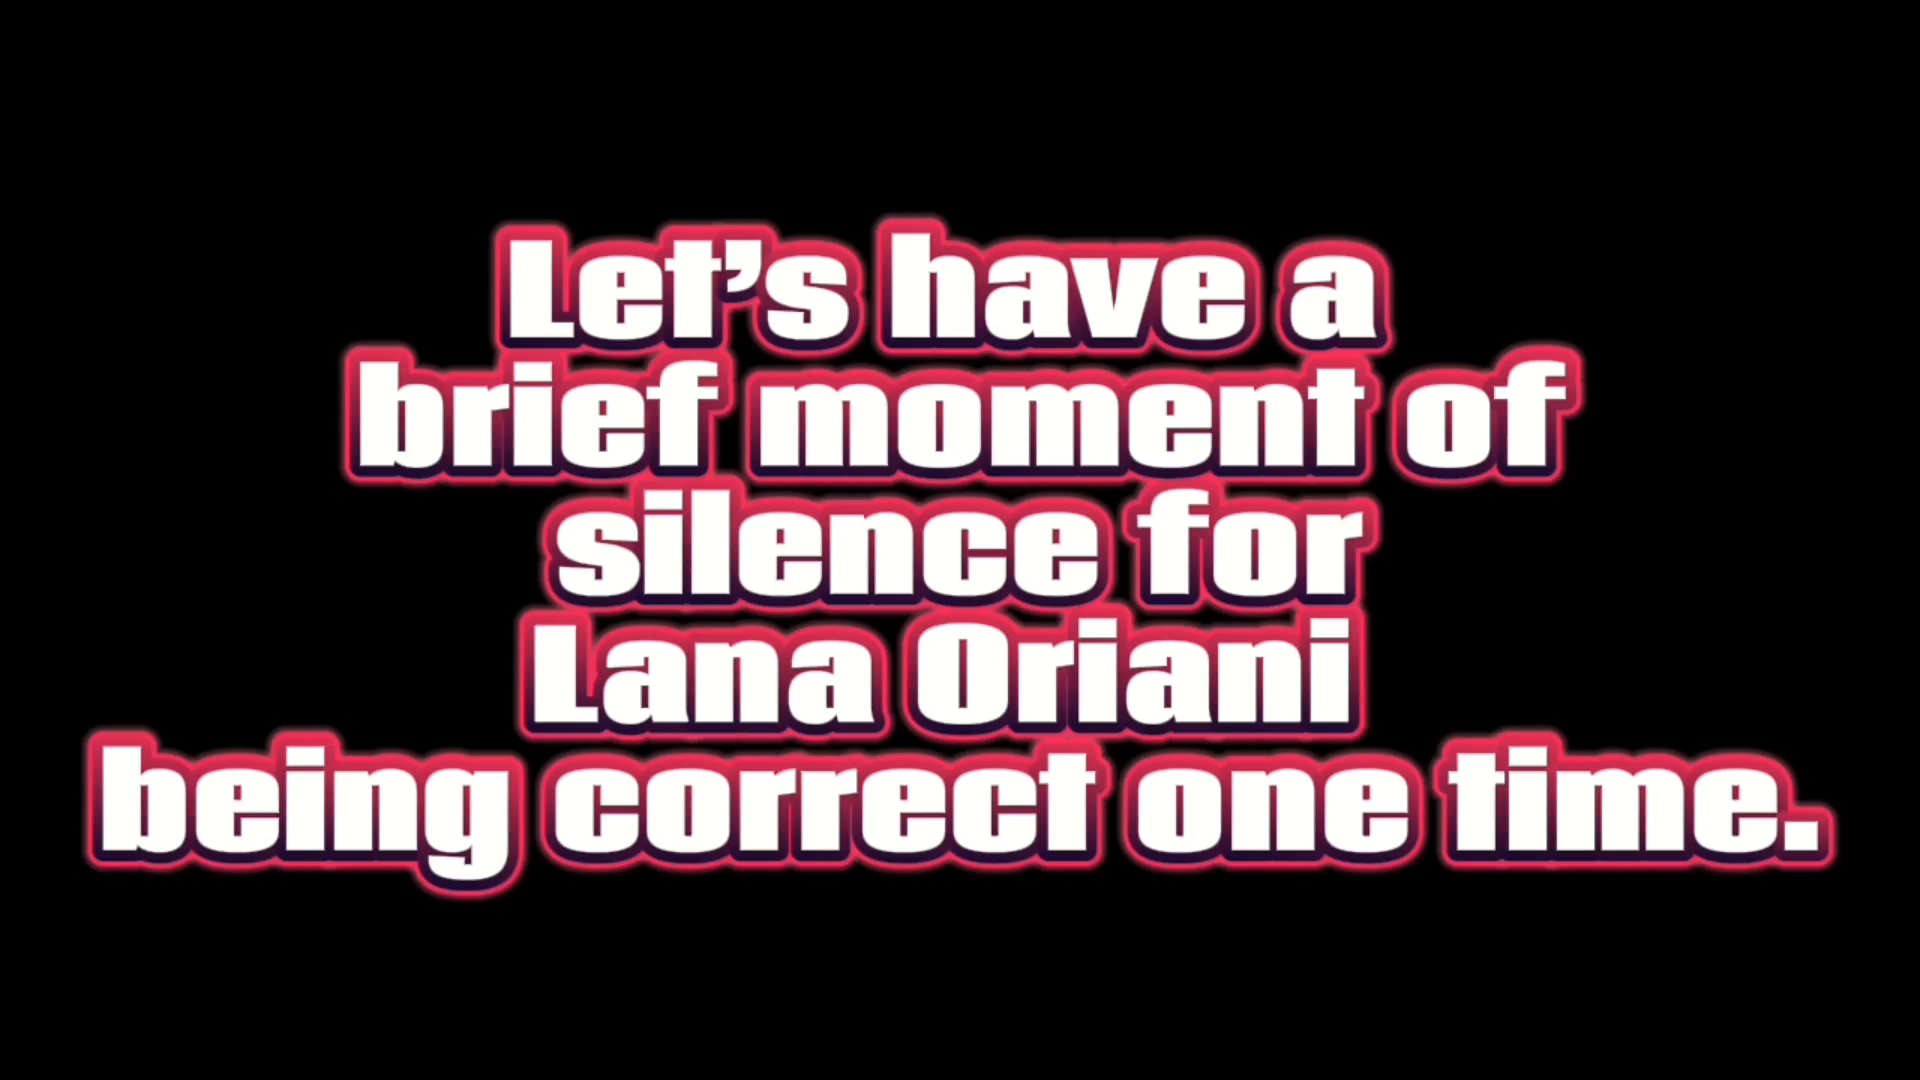 Let’s have a
brief moment of
silence for
Lana Oriani
being correct one time.